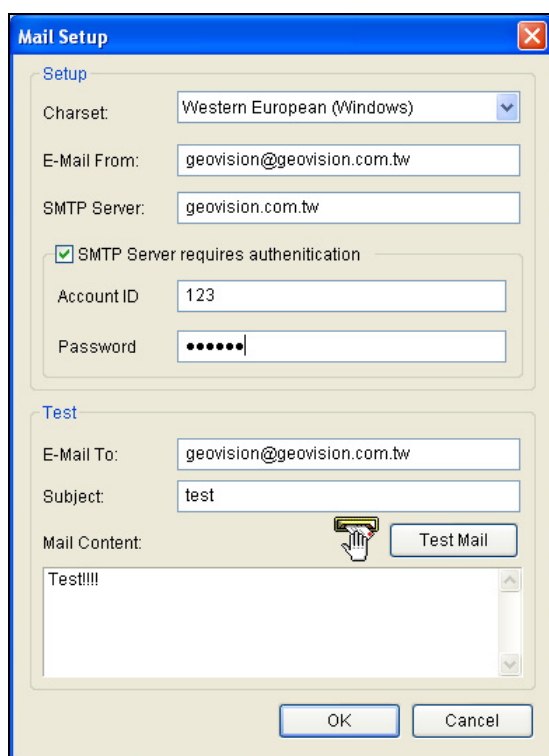 Mail Setup
Setup
Charset: Western European (Windows)
E-Mail From: geovision@geovision.com.tw
SMTP Server: geovision.com.tw
SMTP Server requires authenitication
Account ID 123
Password ●●●●●●
Test
E-Mail To: geovision@geovision.com.tw
Subject: test
Mail Content: Test Mail
Test!!!!
OK Cancel